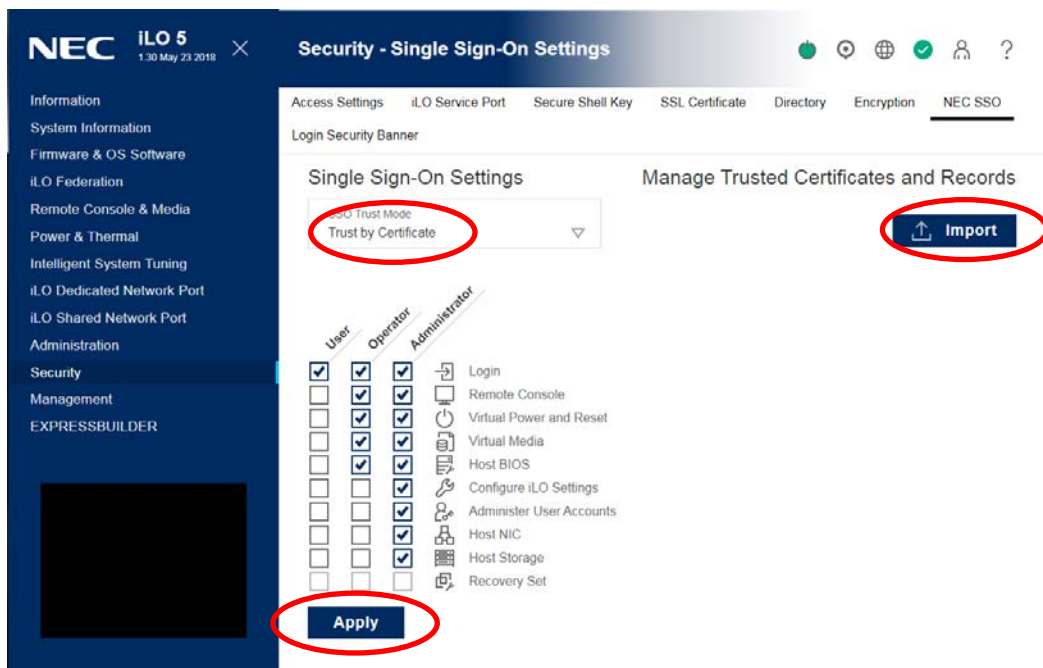 NEC iLO 5
1.30 May 23 2018
Security - Single Sign-On Settings
?
Information
System Information
Firmware & OS Software
iLO Federation
Remote Console & Media
Power & Thermal
Intelligent System Tuning
iLO Dedicated Network Port
iLO Shared Network Port
Administration
Security
Management
EXPRESSBUILDER
Access Settings iLO Service Port Secure Shell Key SSL Certificate Directory Encryption NEC SSO
Login Security Banner
Single Sign-On Settings
SSO Trust Mode
Trust by Certificate
Manage Trusted Certificates and Records
Import
User Operator Administrator
Login
Remote Console
Virtual Power and Reset
Virtual Media
Host BIOS
Configure iLO Settings
Administer User Accounts
Host NIC
Host Storage
Recovery Set
Apply